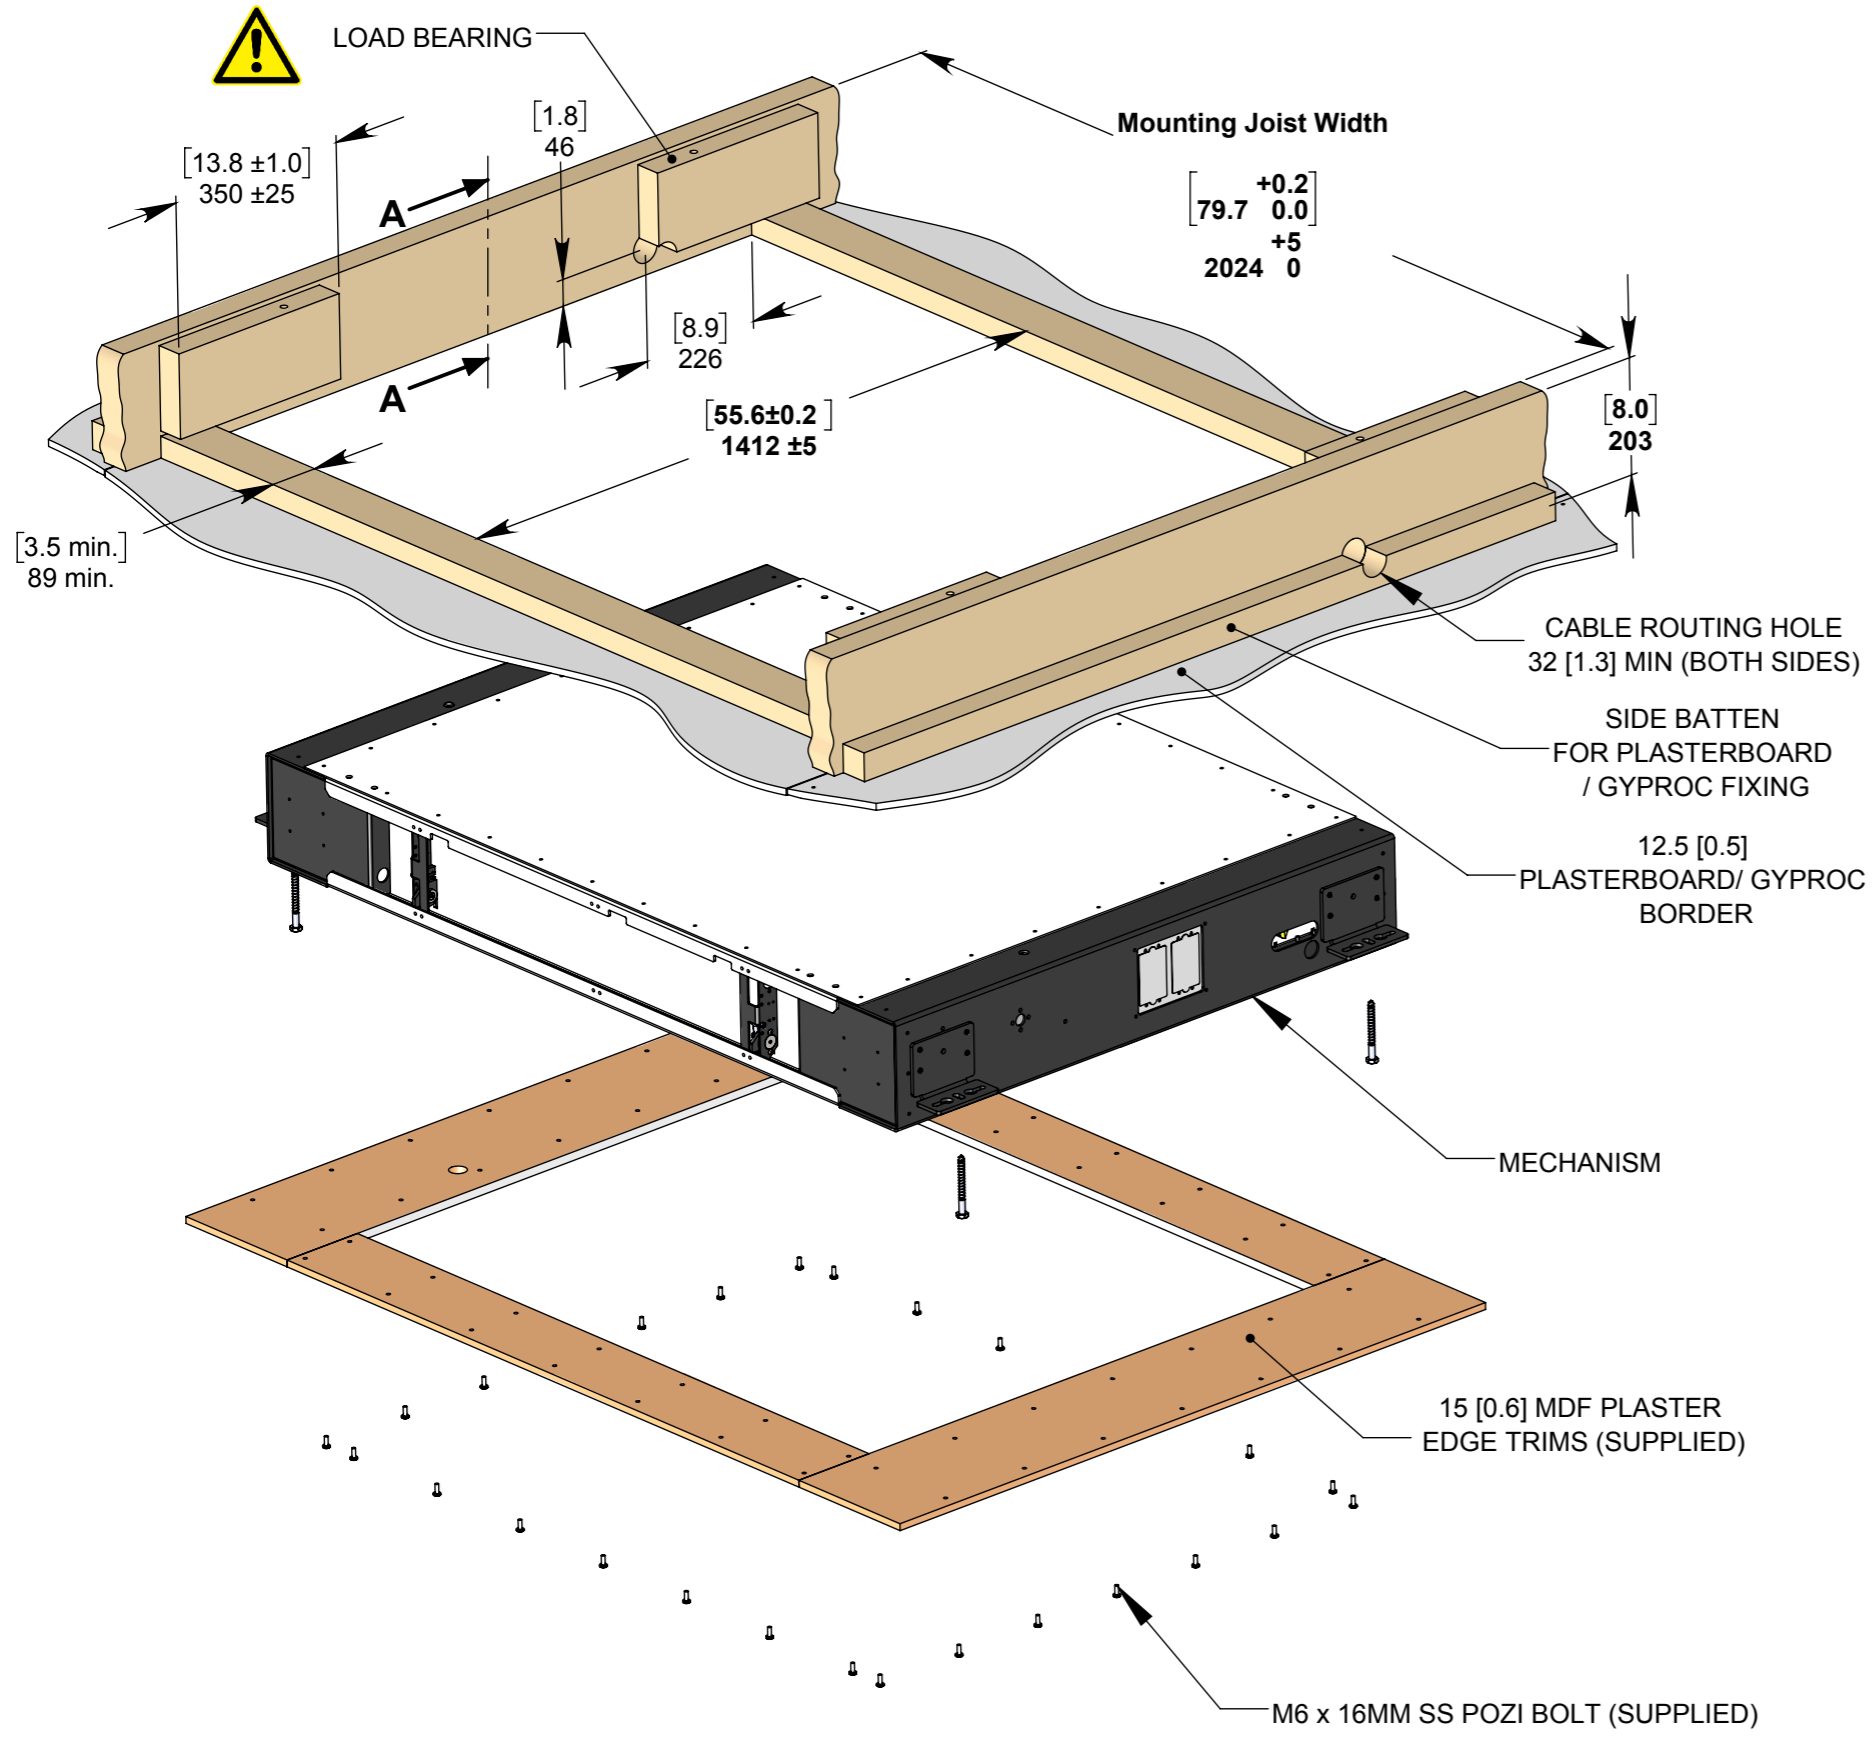 LOAD BEARING
[13.8 ±1.0]
350 ±25
[1.8]
46
A
A
Mounting Joist Width
+0.2
[79.7 0.0]
+5
2024 0
[8.9]
226
[55.6±0.2 ]
1412 ±5
[8.0]
203
[3.5 min.]
89 min.
CABLE ROUTING HOLE
32 [1.3] MIN (BOTH SIDES)
SIDE BATTEN
FOR PLASTERBOARD
/ GYPROC FIXING
12.5 [0.5]
PLASTERBOARD/ GYPROC
BORDER
MECHANISM
15 [0.6] MDF PLASTER
EDGE TRIMS (SUPPLIED)
M6 x 16MM SS POZI BOLT (SUPPLIED)